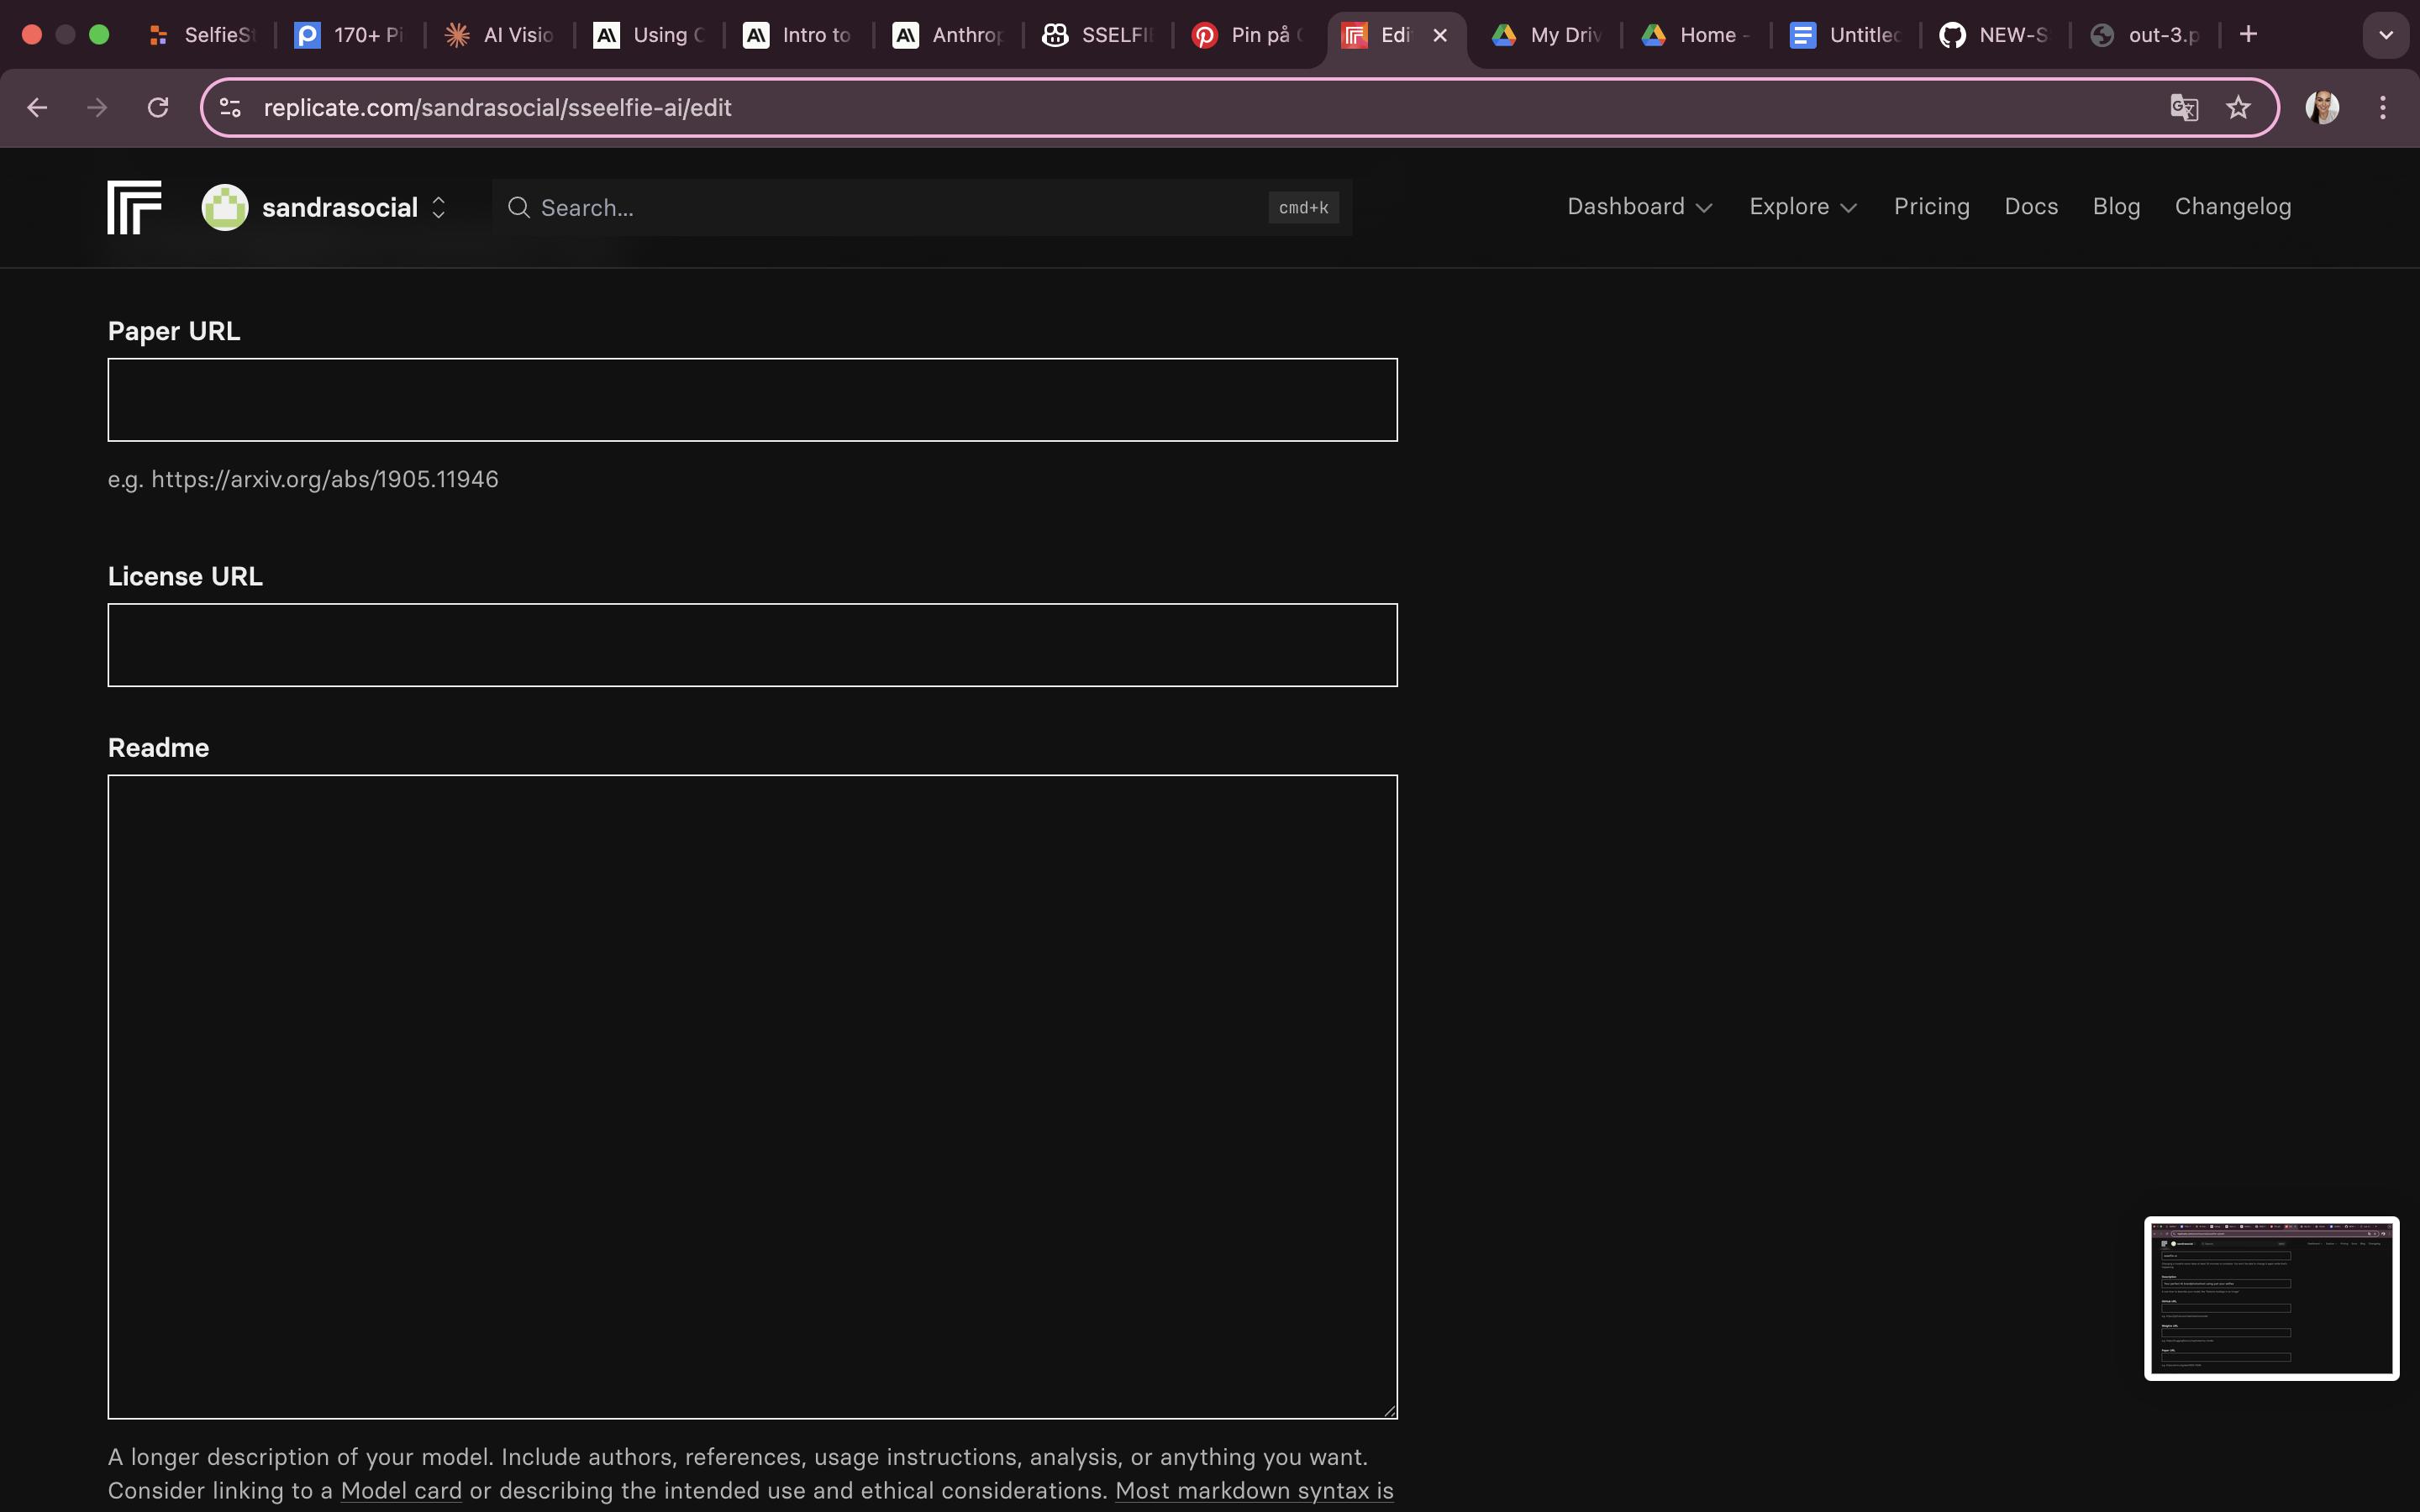 SelfieSt
170+ Pi
AI Visio
Using C
Intro to
Anthrop
SSELFIE
Pin på
Edi
My Driv
Home -
Untitled
NEW-S
out-3.p
replicate.com/sandrasocial/sseelfie-ai/edit
sandrasocial
Search...
cmd+k
Dashboard
Explore
Pricing
Docs
Blog
Changelog
Paper URL
e.g. https://arxiv.org/abs/1905.11946
License URL
Readme
A longer description of your model. Include authors, references, usage instructions, analysis, or anything you want.
Consider linking to a Model card or describing the intended use and ethical considerations. Most markdown syntax is